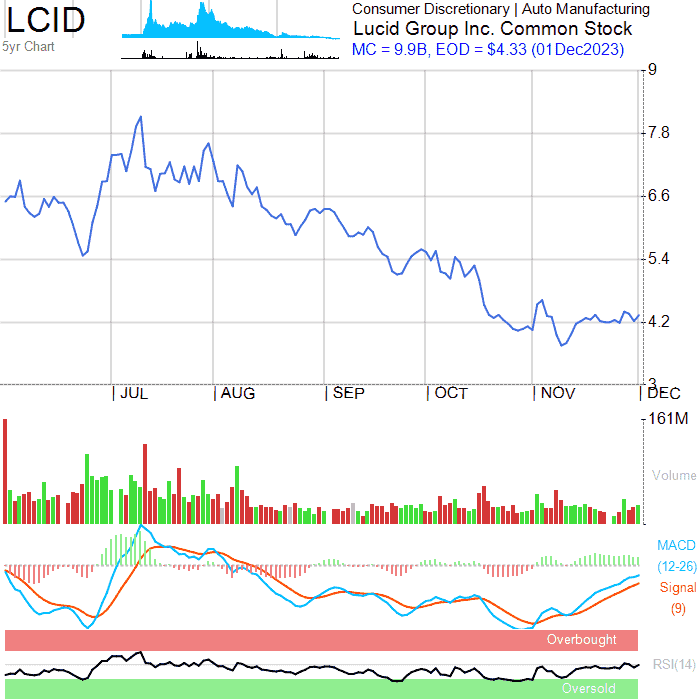 LCID
5yr Chart
Consumer Discretionary | Auto Manufacturing
Lucid Group Inc. Common Stock
MC = 9.9B, EOD = $4.33 (01Dec2023)
9
7.8
6.6
5.4
4.2
3
JUL AUG SEP OCT NOV DEC
161M
Volume
MACD
(12-26)
Signal
(9)
Overbought
RSI(14)
Oversold